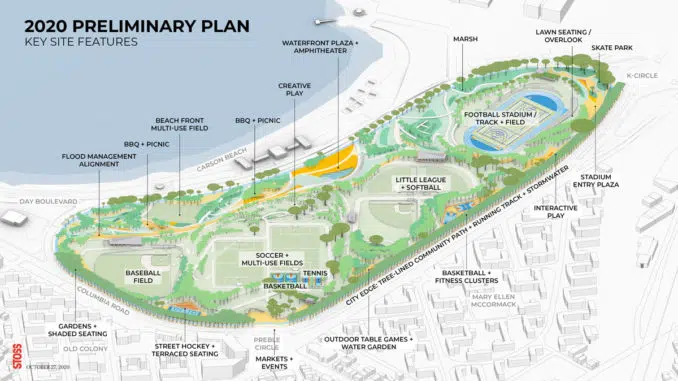 2020 PRELIMINARY PLAN
KEY SITE FEATURES
WATERFRONT PLAZA +
AMPHITHEATER
MARSH
LAWN SEATING /
OVERLOOK
SKATE PARK
K-CIRCLE
CREATIVE
PLAY
BEACH FRONT
MULTI-USE FIELD
BBQ + PICNIC
BBQ + PICNIC
FLOOD MANAGEMENT
ALIGNMENT
CARSON BEACH
DAY BOULEVARD
FOOTBALL STADIUM /
TRACK + FIELD
STADIUM
ENTRY PLAZA
LITTLE LEAGUE
+ SOFTBALL
INTERACTIVE
PLAY
SOCCER +
MULTI-USE FIELDS
TENNIS
BASKETBALL
BASEBALL
FIELD
CITY EDGE: TREE-LINED COMMUNITY PATH + RUNNING TRACK + STORMWATER
BASKETBALL +
FITNESS CLUSTERS
MARY ELLEN
MCCORMACK
COLUMBIA ROAD
GARDENS +
SHADED SEATING
OLD COLONY
STREET HOCKEY +
TERRACED SEATING
PREBLE
CIRCLE
MARKETS +
EVENTS
OUTDOOR TABLE GAMES +
WATER GARDEN
STOSS
OCTOBER 27, 2020